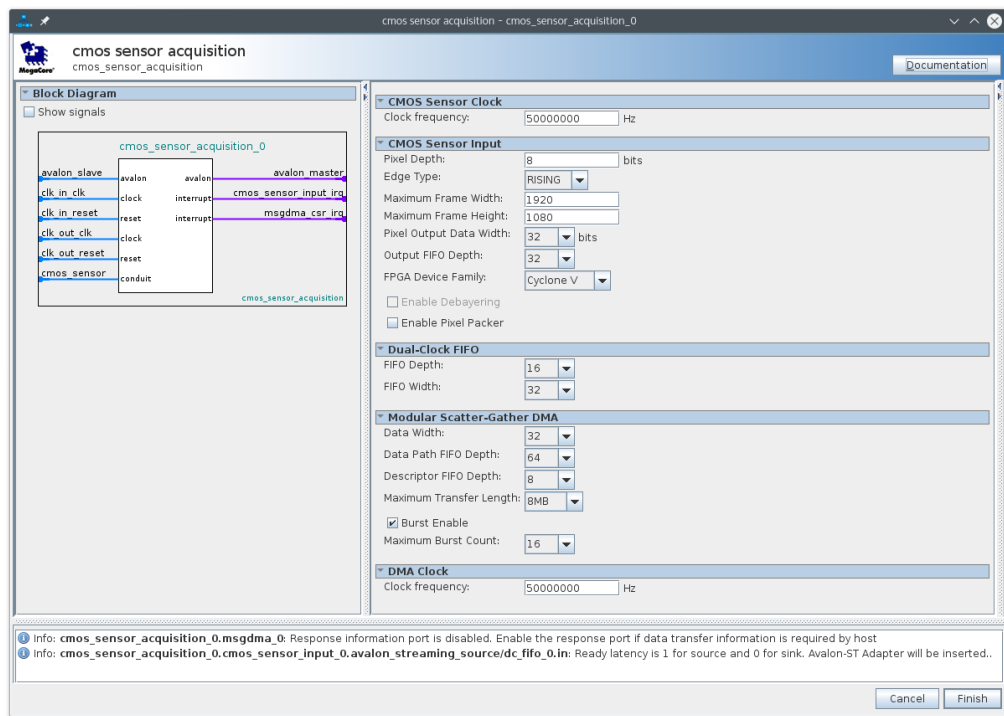 cmos sensor acquisition - cmos_sensor_acquisition_0
MegaCore'
cmos sensor acquisition
cmos_sensor_acquisition
Documentation
Block Diagram
Show signals
cmos_sensor_acquisition_0
avalon_slave avalon avalon avalon_master
clk_in_clk clock interrupt cmos_sensor_input_irq
clk_in_reset reset interrupt msgdma_csr_irq
clk_out_clk clock
clk_out_reset reset
cmos_sensor conduit
cmos_sensor_acquisition
CMOS Sensor Clock
Clock frequency: 50000000 Hz
CMOS Sensor Input
Pixel Depth: 8 bits
Edge Type: RISING
Maximum Frame Width: 1920
Maximum Frame Height: 1080
Pixel Output Data Width: 32 bits
Output FIFO Depth: 32
FPGA Device Family: Cyclone V
Enable Debayering
Enable Pixel Packer
Dual-Clock FIFO
FIFO Depth: 16
FIFO Width: 32
Modular Scatter-Gather DMA
Data Width: 32
Data Path FIFO Depth: 64
Descriptor FIFO Depth: 8
Maximum Transfer Length: 8MB
Burst Enable
Maximum Burst Count: 16
DMA Clock
Clock frequency: 50000000 Hz
Info: cmos_sensor_acquisition_0.msgdma_0: Response information port is disabled. Enable the response port if data transfer information is required by host
Info: cmos_sensor_acquisition_0.cmos_sensor_input_0.avalon_streaming_source/dc_fifo_0.in: Ready latency is 1 for source and 0 for sink. Avalon-ST Adapter will be inserted..
Cancel Finish